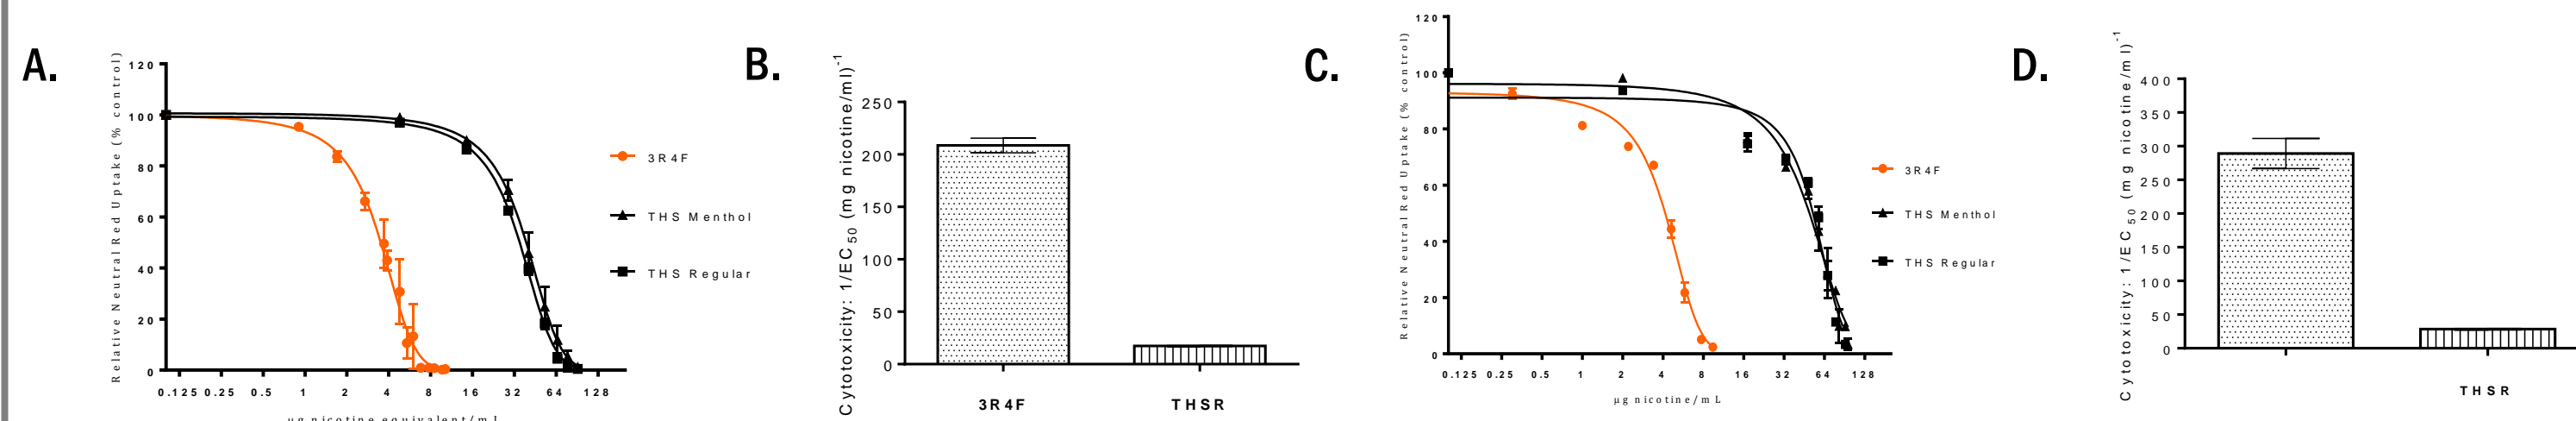 A.
Relative Neutral Red Uptake (% control)
120
100
80
60
40
20
0
0.125 0.25 0.5 1 2 4 8 16 32 64 128
µg nicotine equivalent/mL
3R4F
THS Menthol
THS Regular
B.
Cytotoxicity: 1/EC50 (mg nicotine/ml)-1
250
200
150
100
50
0
3R4F THSR
C.
Relative Neutral Red Uptake (% control)
120
100
80
60
40
20
0
0.125 0.25 0.5 1 2 4 8 16 32 64 128
µg nicotine/mL
3R4F
THS Menthol
THS Regular
D.
Cytotoxicity: 1/EC50 (mg nicotine/ml)-1
400
350
300
250
200
150
100
50
0
THSR